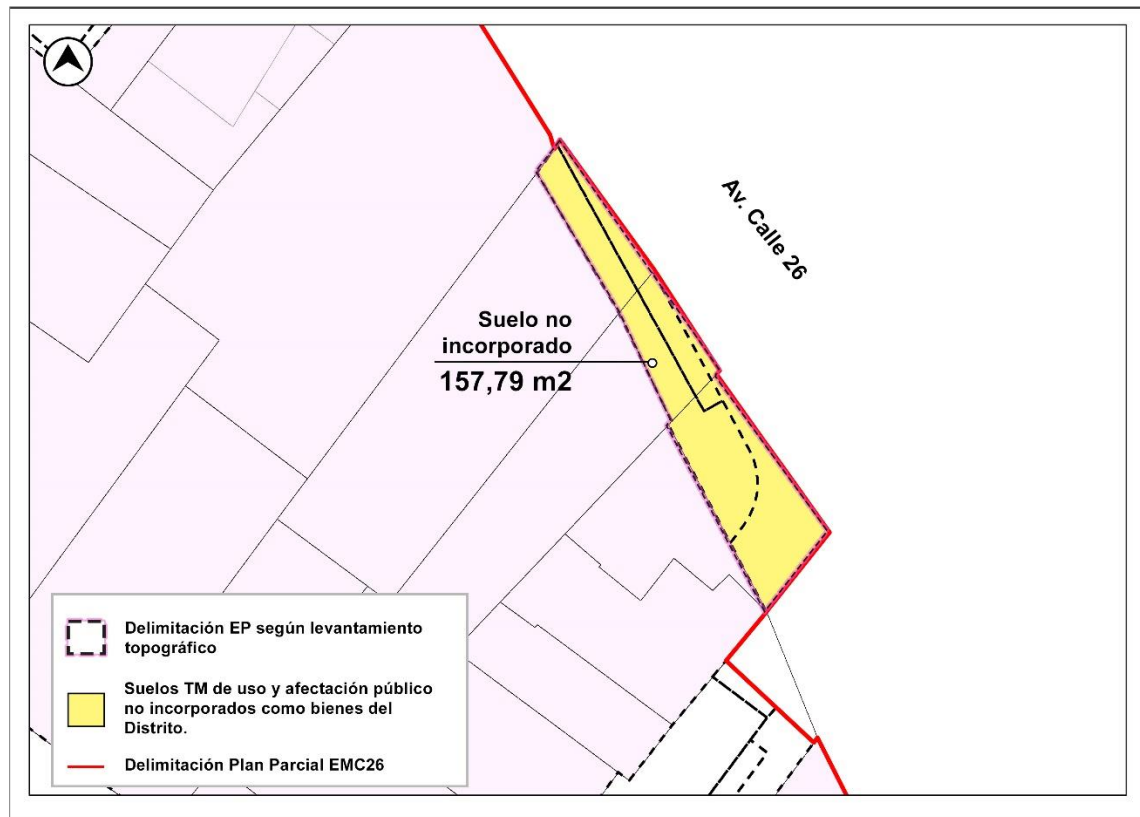 Av. Calle 26
Suelo no
incorporado
157,79 m2
Delimitación EP según levantamiento
topográfico
Suelos TM de uso y afectación público
no incorporados como bienes del
Distrito.
Delimitación Plan Parcial EMC26